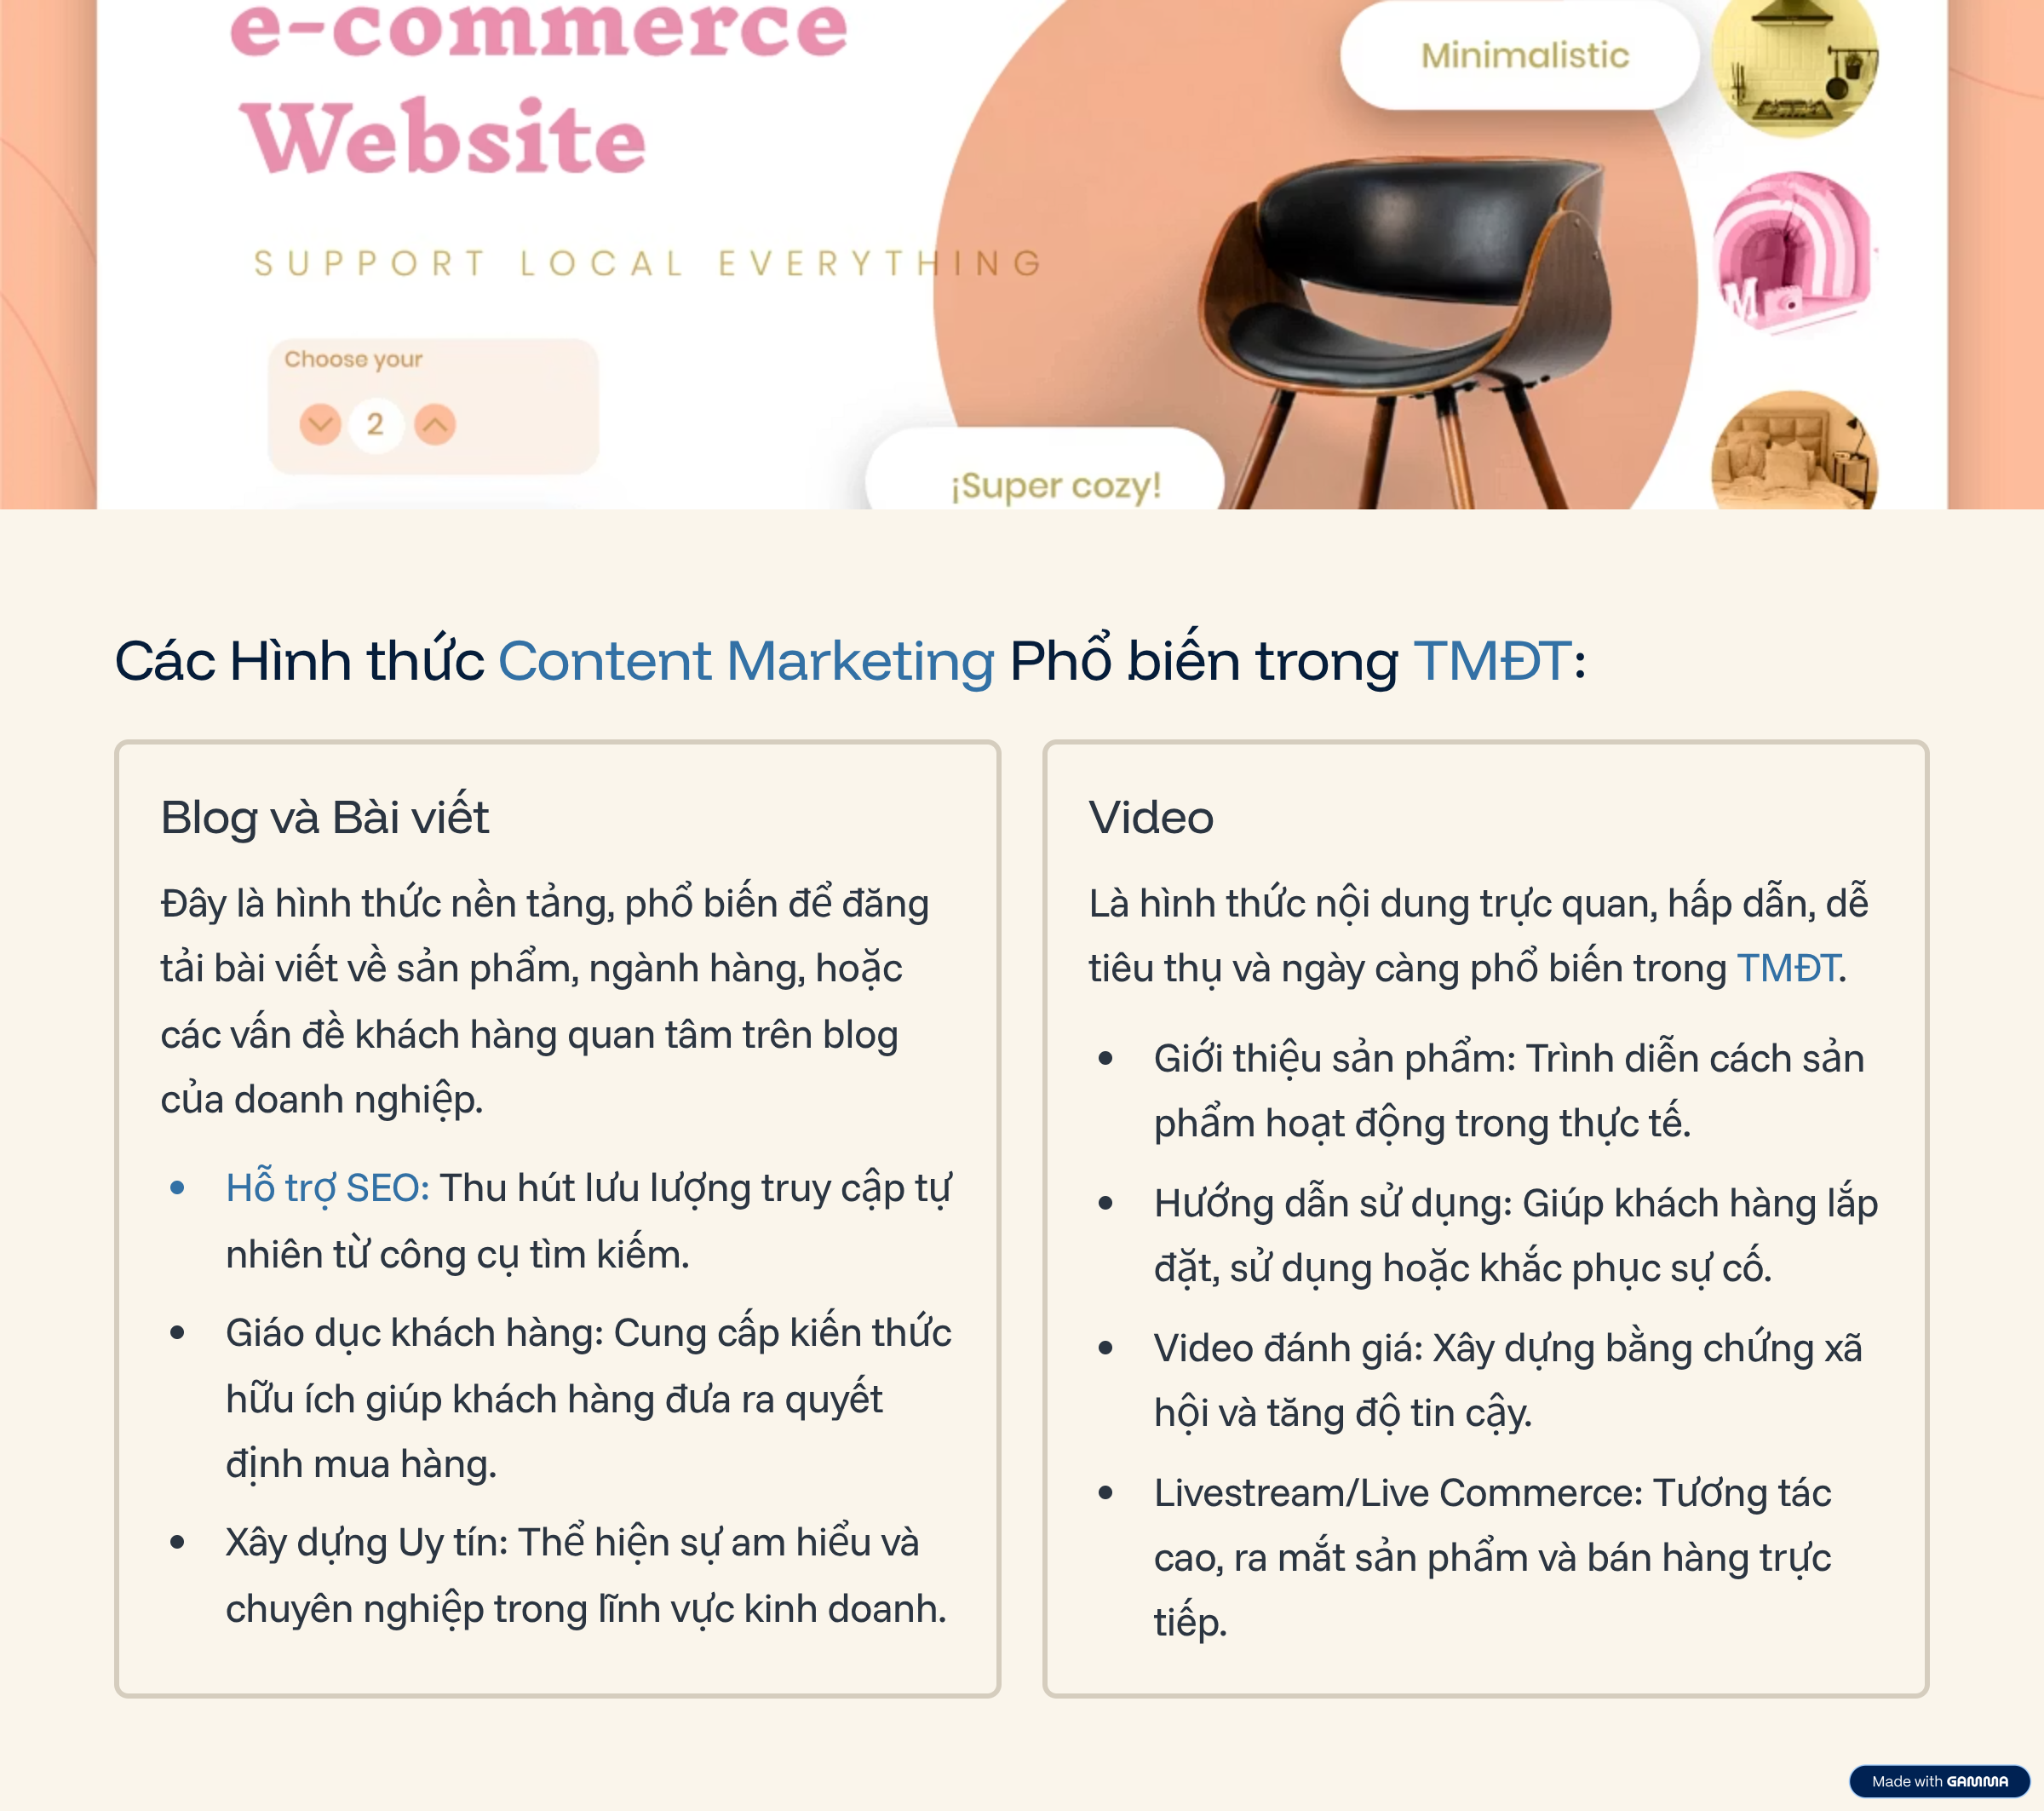 e-commerce
Website
SUPPORT LOCAL EVERYTHING
Choose your
2
Minimalistic
¡Super cozy!
M
Các Hình thức Content Marketing Phổ biến trong TMĐT:
Blog và Bài viết
Đây là hình thức nền tảng, phổ biến để đăng
tải bài viết về sản phẩm, ngành hàng, hoặc
các vấn đề khách hàng quan tâm trên blog
của doanh nghiệp.
• Hỗ trợ SEO: Thu hút lưu lượng truy cập tự
nhiên từ công cụ tìm kiếm.
• Giáo dục khách hàng: Cung cấp kiến thức
hữu ích giúp khách hàng đưa ra quyết
định mua hàng.
• Xây dựng Uy tín: Thể hiện sự am hiểu và
chuyên nghiệp trong lĩnh vực kinh doanh.
Video
Là hình thức nội dung trực quan, hấp dẫn, dễ
tiêu thụ và ngày càng phổ biến trong TMĐT.
• Giới thiệu sản phẩm: Trình diễn cách sản
phẩm hoạt động trong thực tế.
• Hướng dẫn sử dụng: Giúp khách hàng lắp
đặt, sử dụng hoặc khắc phục sự cố.
• Video đánh giá: Xây dựng bằng chứng xã
hội và tăng độ tin cậy.
• Livestream/Live Commerce: Tương tác
cao, ra mắt sản phẩm và bán hàng trực
tiếp.
Made with GAMMA